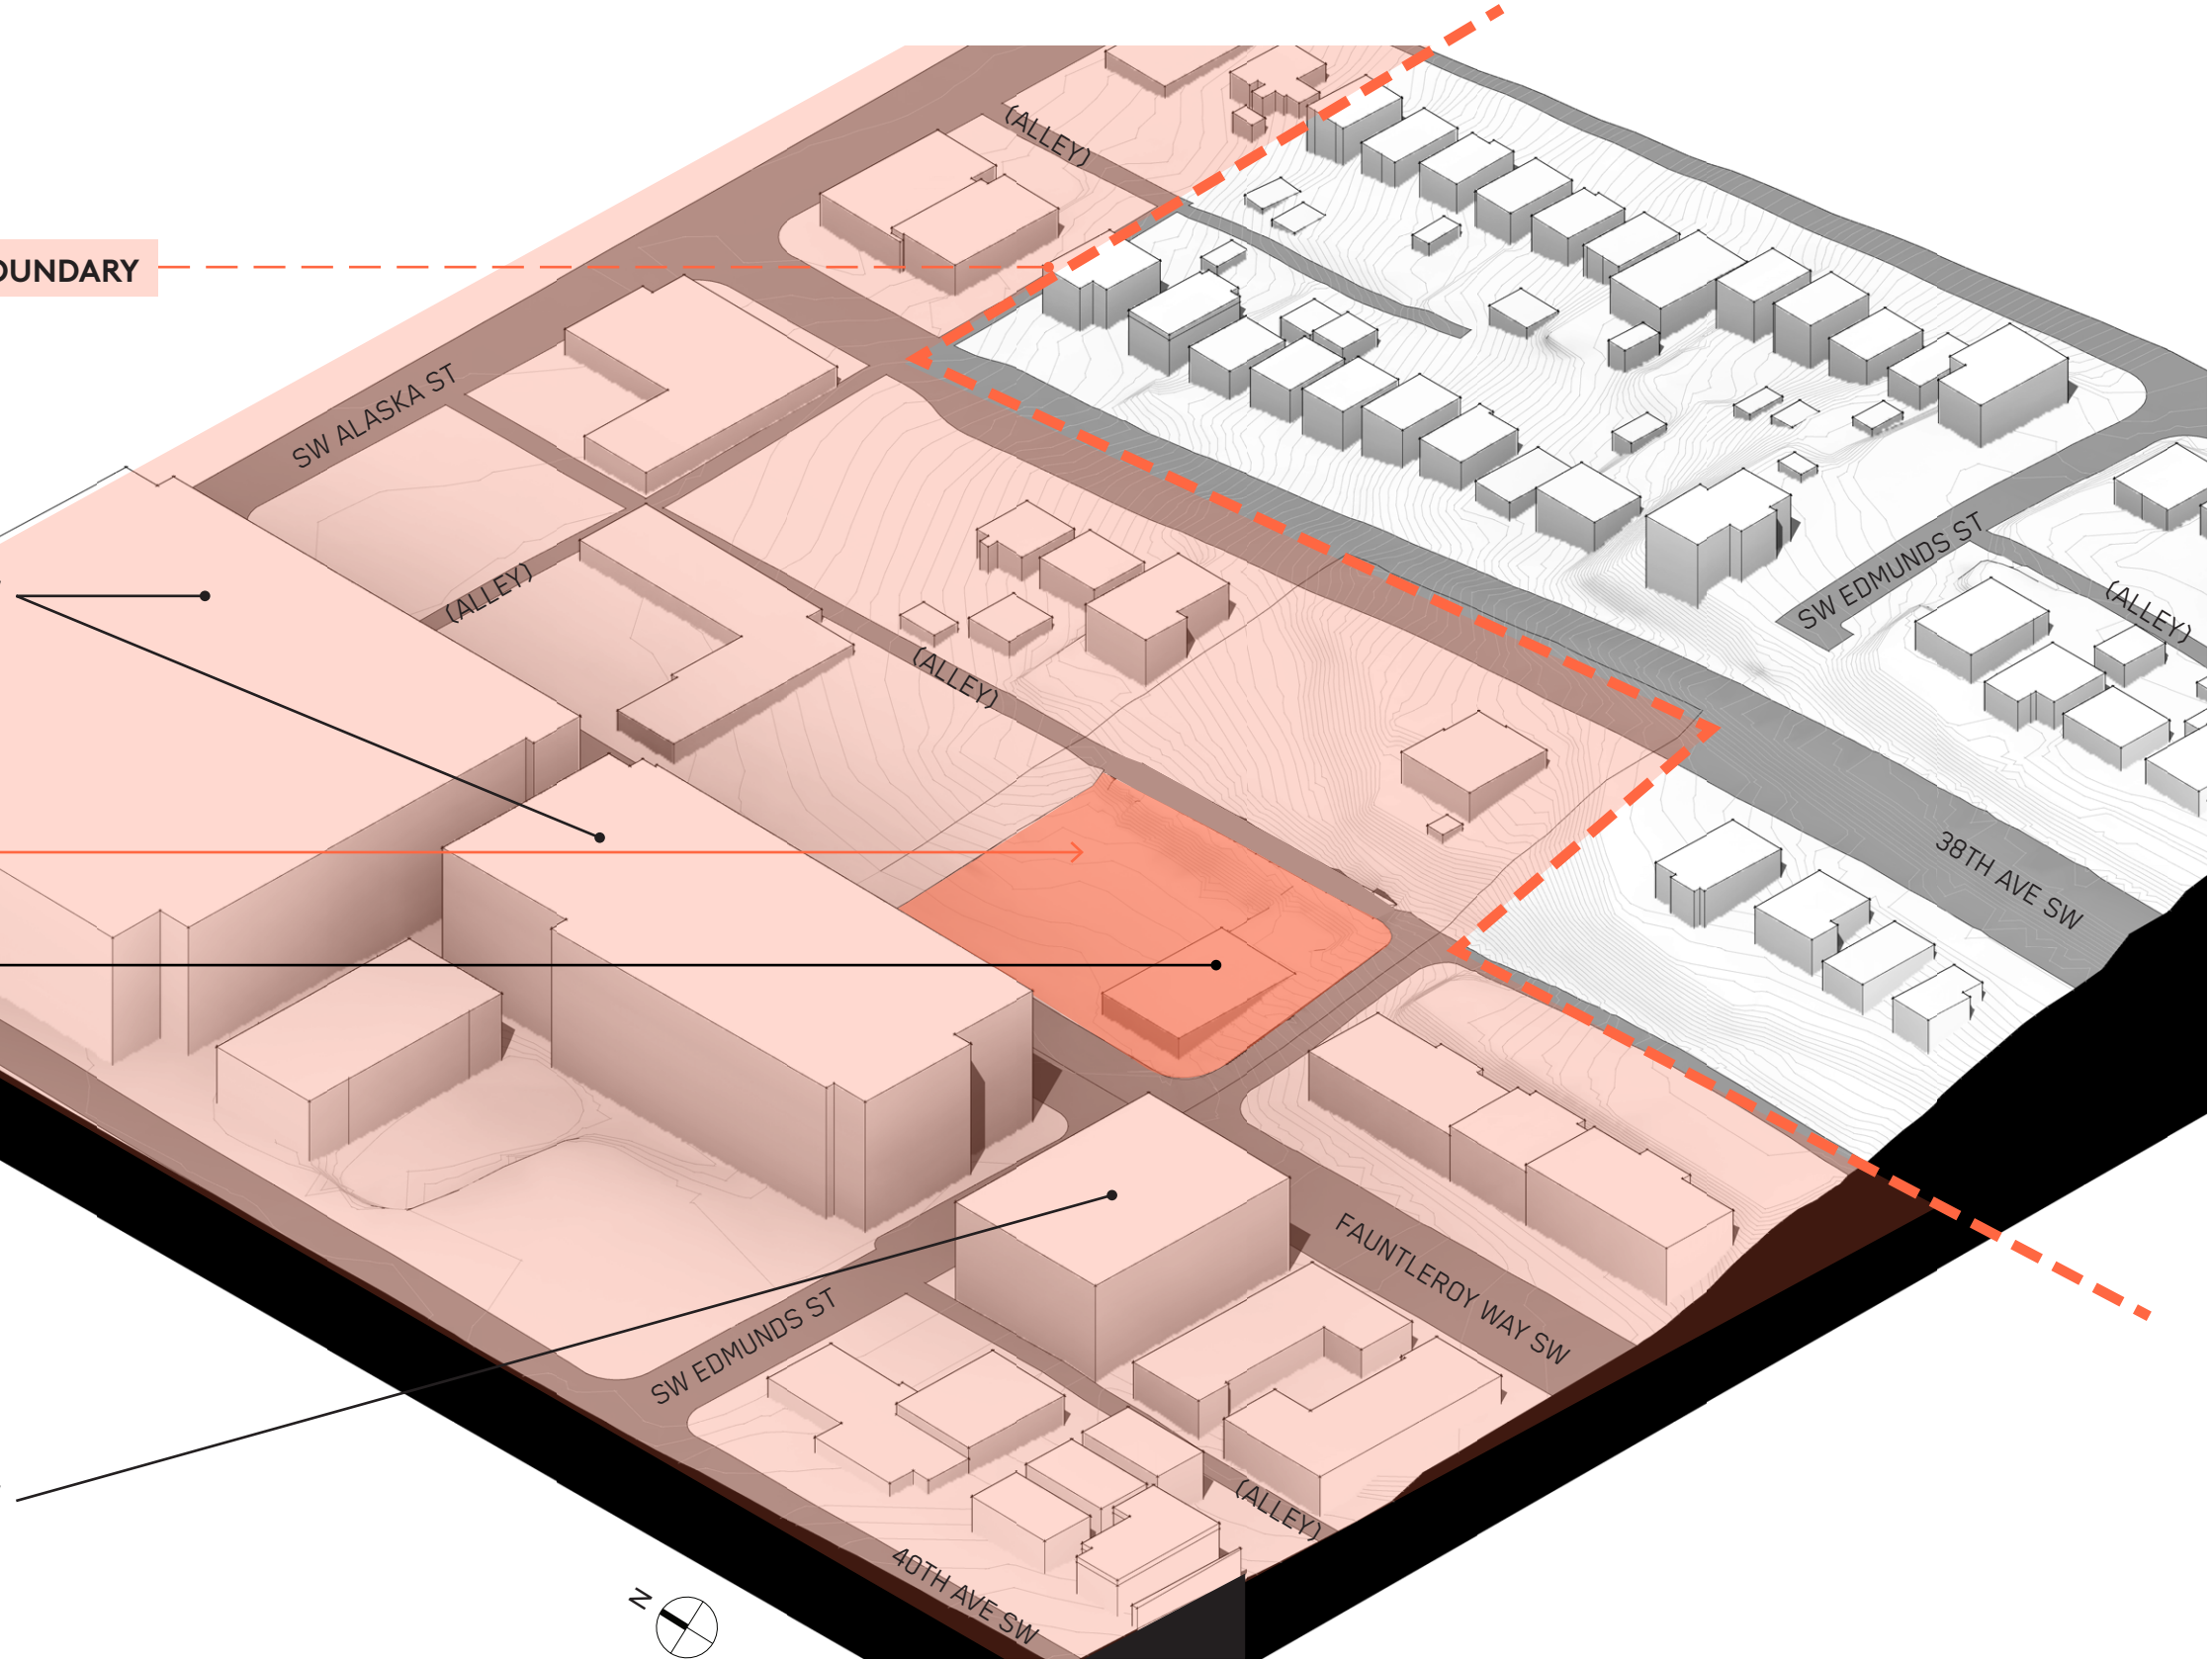 (ALLEY)
OUNDARY
SW ALASKA ST
(ALLEY)
SW EDMUNDS ST
(ALLEY)
(ALLEY)
38TH AVE SW
FAUNTLEROY WAY SW
SW EDMUNDS ST
(ALLEY)
40TH AVE SW
N